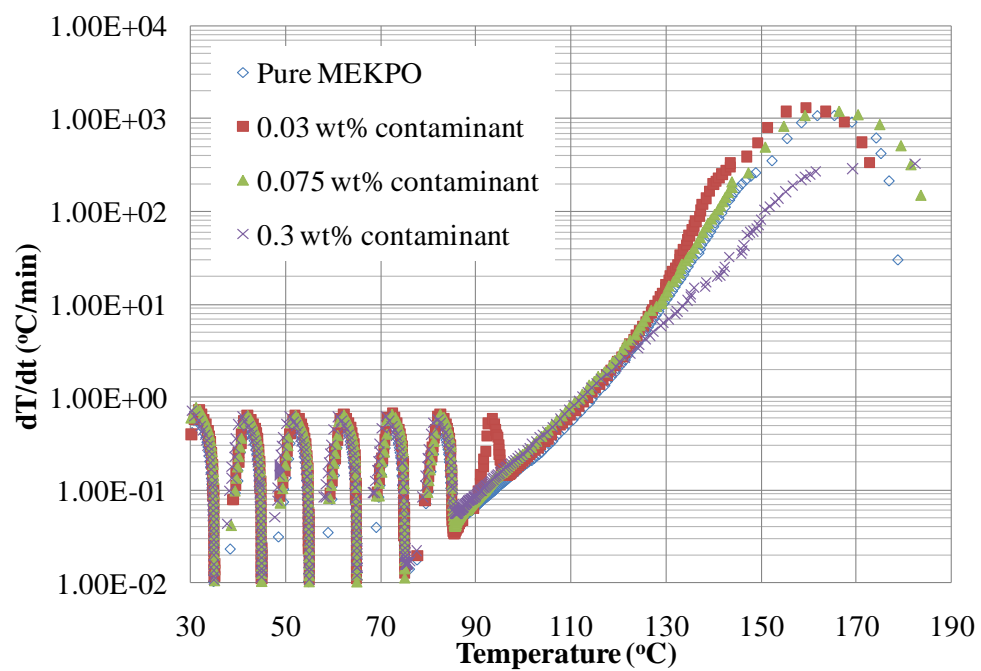 1.00E+04
1.00E+03
1.00E+02
1.00E+01
1.00E+00
1.00E-01
1.00E-02
dT/dt (°C/min)
Pure MEKPO
0.03 wt% contaminant
0.075 wt% contaminant
0.3 wt% contaminant
30 50 70 90 110 130 150 170 190
Temperature (°C)